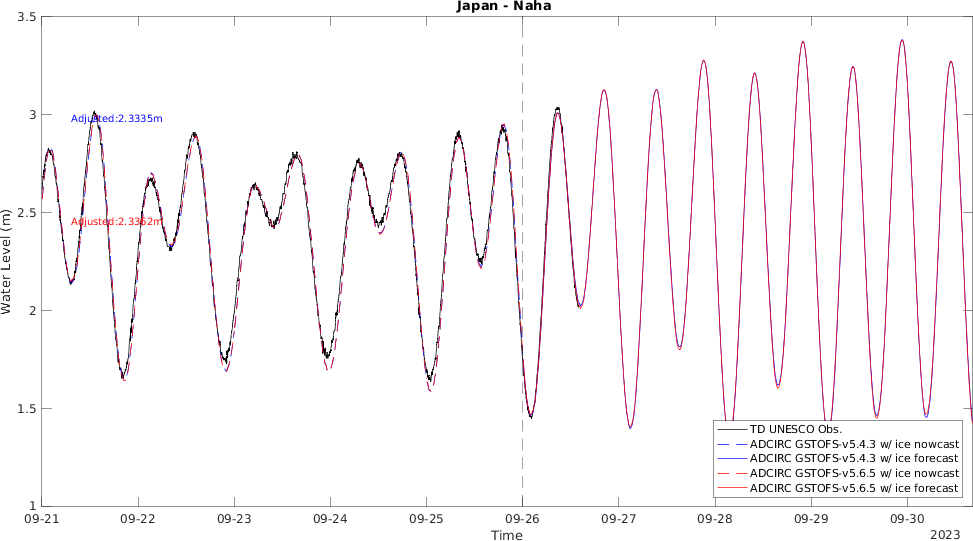 Japan - Naha
3.5
3
2.5
2
1.5
1
Water Level (m)
Adjusted:2.3335m
Adjusted:2.3362m
TD UNESCO Obs.
ADCIRC GSTOFS-v5.4.3 w/ ice nowcast
ADCIRC GSTOFS-v5.4.3 w/ ice forecast
ADCIRC GSTOFS-v5.6.5 w/ ice nowcast
ADCIRC GSTOFS-v5.6.5 w/ ice forecast
09-21 09-22 09-23 09-24 09-25 09-26 09-27 09-28 09-29 09-30
Time
2023